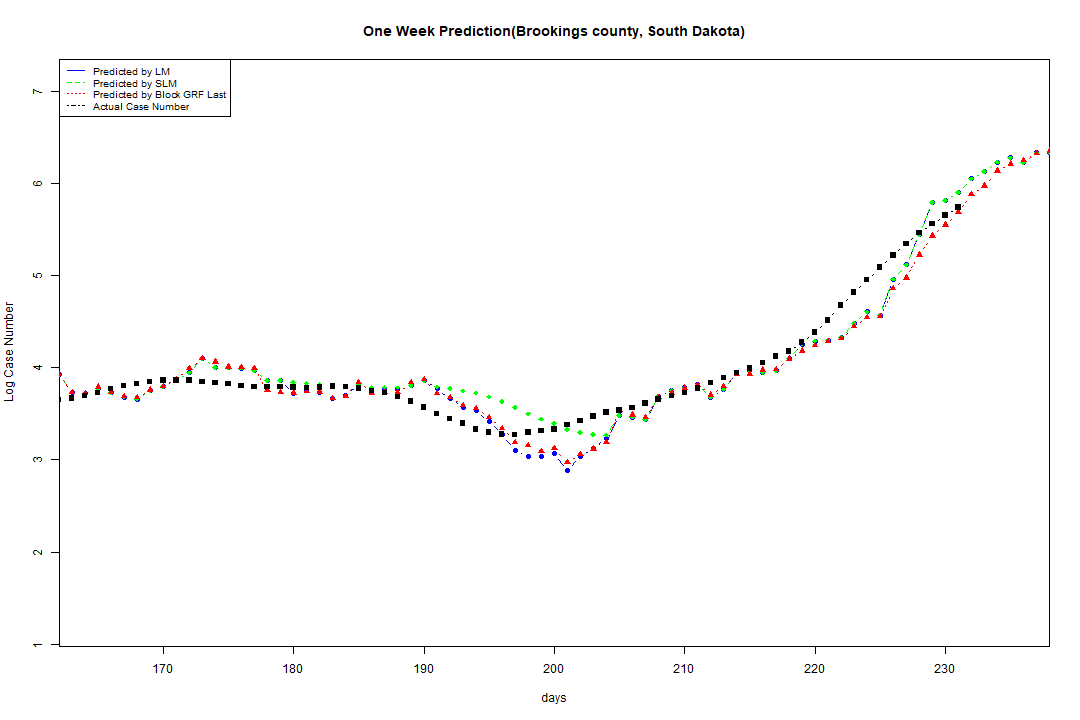 One Week Prediction(Brookings county, South Dakota)
Predicted by LM
Predicted by SLM
Predicted by Block GRF Last
Actual Case Number
7
6
5
4
3
2
1
Log Case Number
170 180 190 200 210 220 230
days